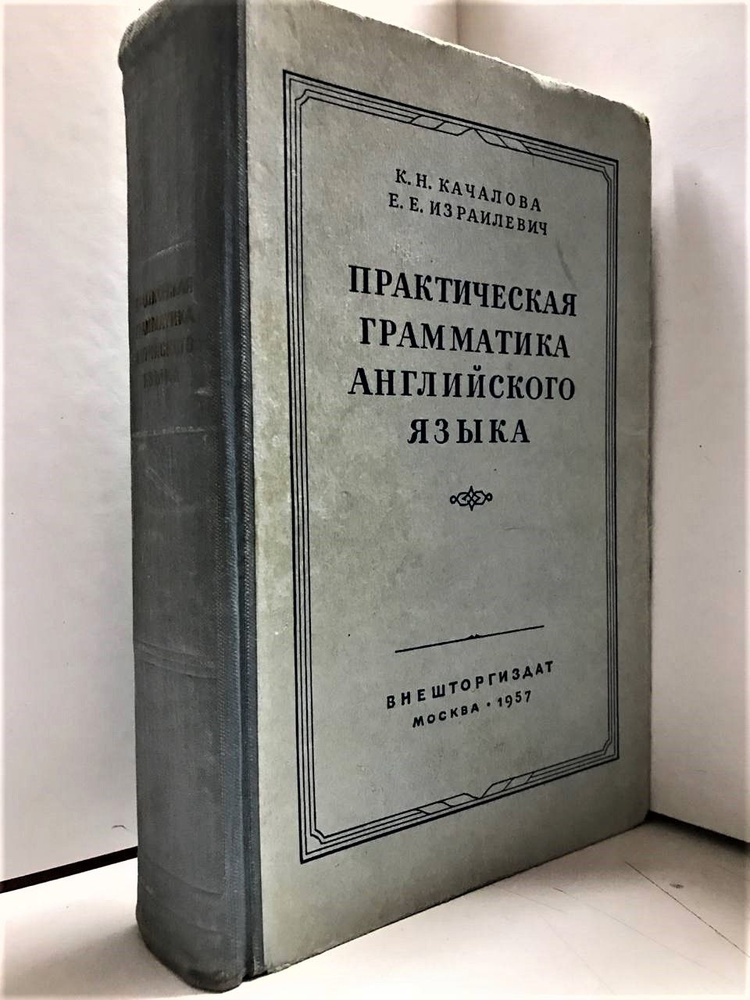 К. Н. КАЧАЛОВА
Е. Е. ИЗРАИЛЕВИЧ
ПРАКТИЧЕСКАЯ
ГРАММАТИКА
АНГЛИЙСКОГО
ЯЗЫКА
ВНЕШТОРГИЗДАТ
МОСКВА • 1957